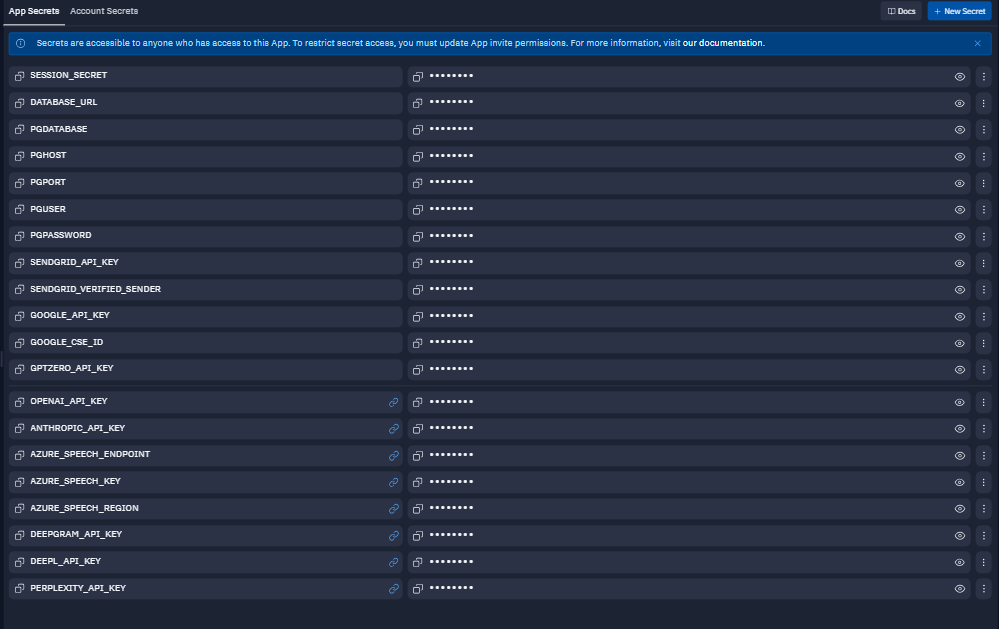 App Secrets Account Secrets Docs + New Secret
Secrets are accessible to anyone who has access to this App. To restrict secret access, you must update App invite permissions. For more information, visit our documentation.
SESSION_SECRET ••••••••
DATABASE_URL ••••••••
PGDATABASE ••••••••
PGHOST ••••••••
PGPORT ••••••••
PGUSER ••••••••
PGPASSWORD ••••••••
SENDGRID_API_KEY ••••••••
SENDGRID_VERIFIED_SENDER ••••••••
GOOGLE_API_KEY ••••••••
GOOGLE_CSE_ID ••••••••
GPTZERO_API_KEY ••••••••
OPENAI_API_KEY ••••••••
ANTHROPIC_API_KEY ••••••••
AZURE_SPEECH_ENDPOINT ••••••••
AZURE_SPEECH_KEY ••••••••
AZURE_SPEECH_REGION ••••••••
DEEPGRAM_API_KEY ••••••••
DEEPL_API_KEY ••••••••
PERPLEXITY_API_KEY ••••••••